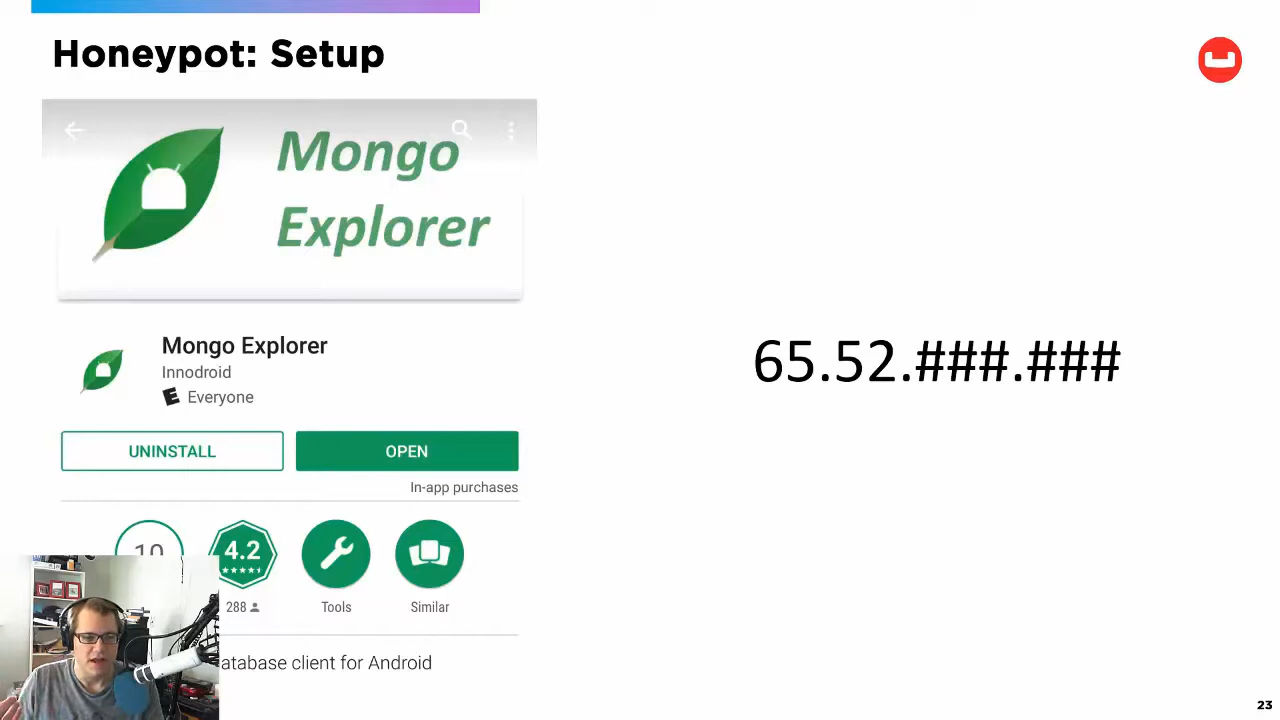 Honeypot: Setup
Mongo
Explorer
Mongo Explorer
Innodroid
E Everyone
UNINSTALL
OPEN
In-app purchases
10
4.2
288
Tools
Similar
atabase client for Android
65.52.###.###
23